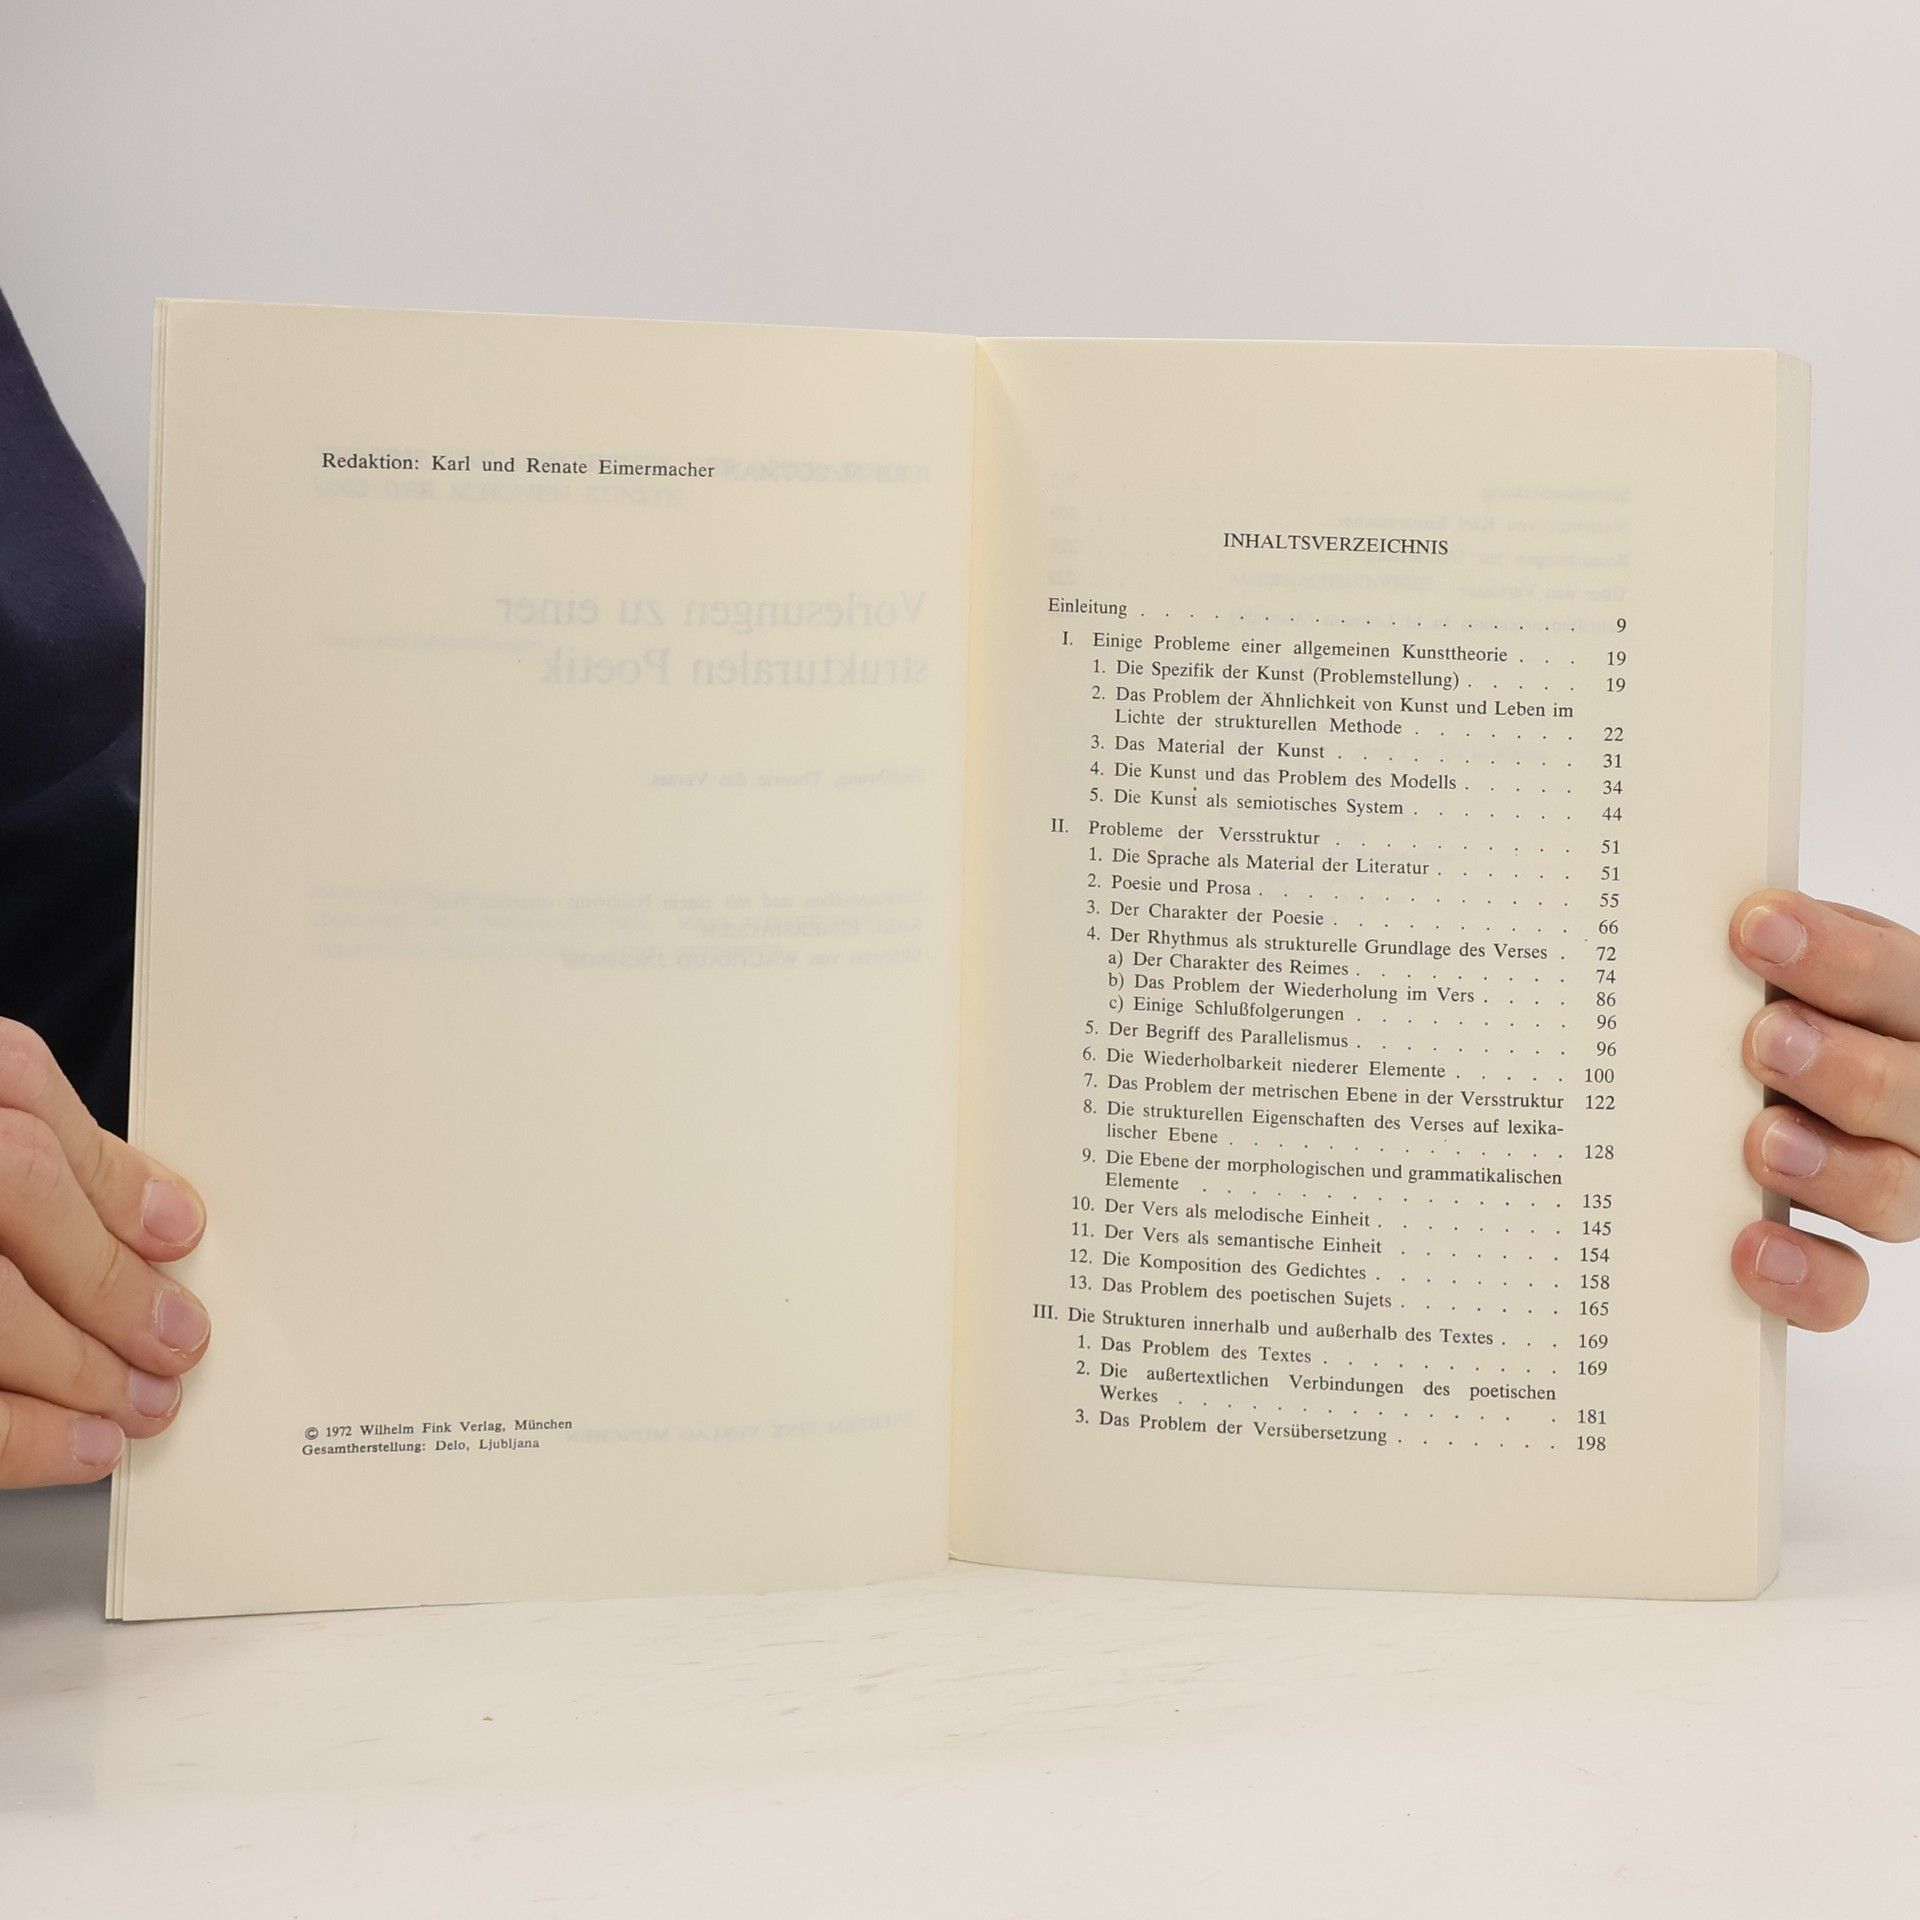 Redaktion: Karl und Renate Eimermacher
© 1972 Wilhelm Fink Verlag, München
Gesamtherstellung: Delo, Ljubljana
INHALTSVERZEICHNIS
Einleitung . . . . . . . . . . . . . . . . . . 9
I. Einige Probleme einer allgemeinen Kunsttheorie . . . 19
1. Die Spezifik der Kunst (Problemstellung) . . . . . 19
2. Das Problem der Ähnlichkeit von Kunst und Leben im
Lichte der strukturellen Methode . . . . . . . 22
3. Das Material der Kunst . . . . . . . . . . 31
4. Die Kunst und das Problem des Modells . . . . . 34
5. Die Kunst als semiotisches System . . . . . . . 44
II. Probleme der Versstruktur . . . . . . . . . . 51
1. Die Sprache als Material der Literatur . . . . . . 51
2. Poesie und Prosa . . . . . . . . . . . . . 55
3. Der Charakter der Poesie . . . . . . . . . . 66
4. Der Rhythmus als strukturelle Grundlage des Verses . 72
a) Der Charakter des Reimes . . . . . . . . . 74
b) Das Problem der Wiederholung im Vers . . . . 86
c) Einige Schlußfolgerungen . . . . . . . . . 96
5. Der Begriff des Parallelismus . . . . . . . . . 96
6. Die Wiederholbarkeit niederer Elemente . . . . . 100
7. Das Problem der metrischen Ebene in der Versstruktur 122
8. Die strukturellen Eigenschaften des Verses auf lexika-
lischer Ebene . . . . . . . . . . . . . . 128
9. Die Ebene der morphologischen und grammatikalischen
Elemente . . . . . . . . . . . . . . . 135
10. Der Vers als melodische Einheit . . . . . . . . 145
11. Der Vers als semantische Einheit . . . . . . . 154
12. Die Komposition des Gedichtes . . . . . . . . 158
13. Das Problem des poetischen Sujets . . . . . . . 165
III. Die Strukturen innerhalb und außerhalb des Textes . . . 169
1. Das Problem des Textes . . . . . . . . . . 169
2. Die außertextlichen Verbindungen des poetischen
Werkes . . . . . . . . . . . . . . . 181
3. Das Problem der Versübersetzung . . . . . . . 198